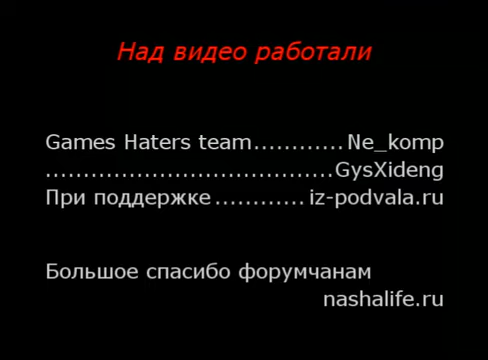 Над видео работали
Games Haters team............Ne_komp
......................................GysXideng
При поддержке............iz-podvala.ru
Большое спасибо форумчанам
nashalife.ru